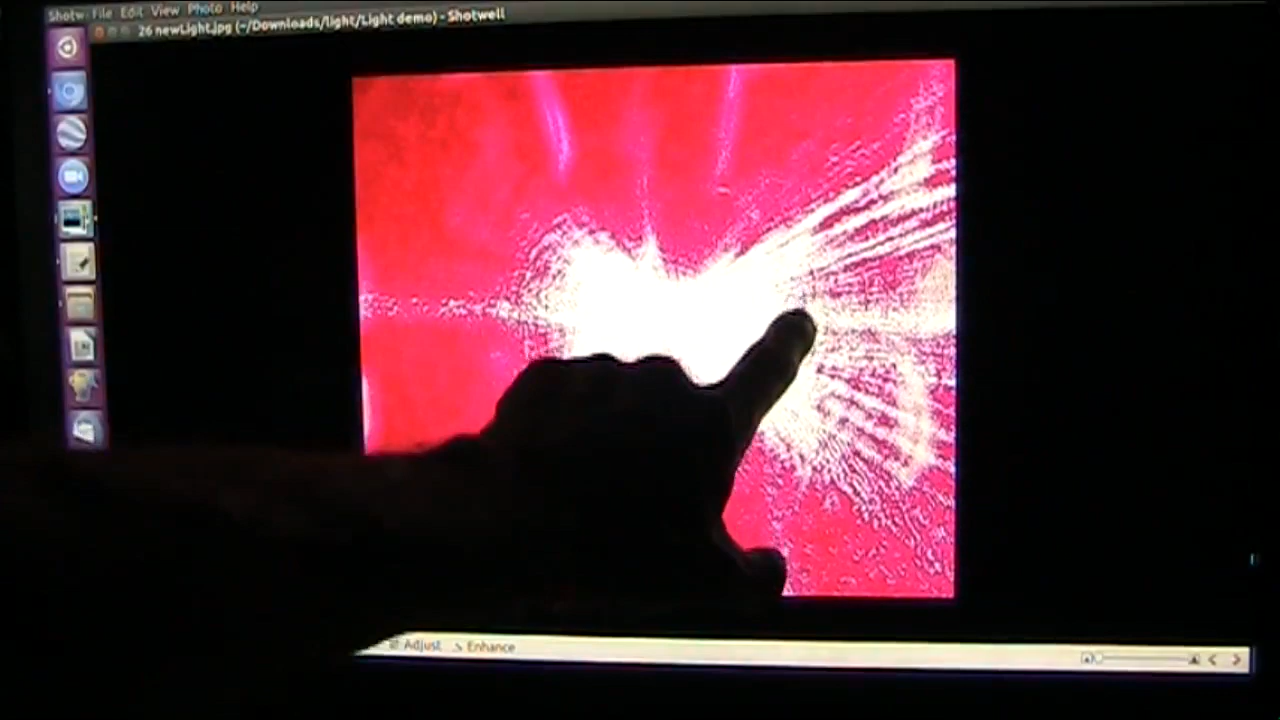 Shotw File Edit View Photo Help
26 newLight.jpg (~/Downloads/light/Light demo) - Shotwell
Adjust Enhance